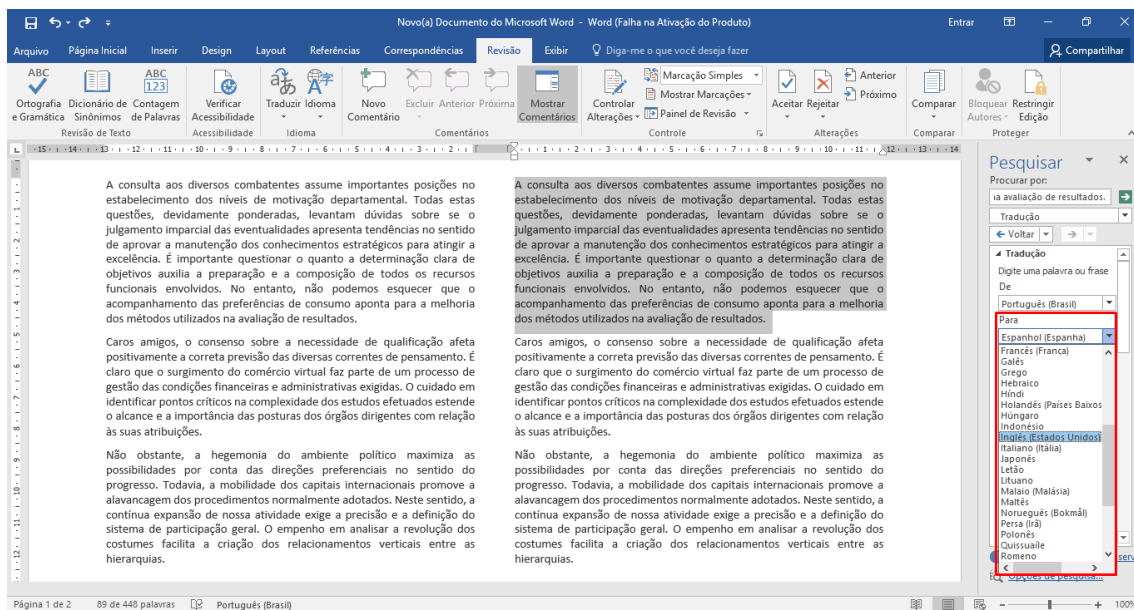 Novo(a) Documento do Microsoft Word - Word (Falha na Ativação do Produto)
Entrar
Arquivo Página Inicial Inserir Design Layout Referências Correspondências Revisão Exibir Diga-me o que você deseja fazer Compartilhar
ABC
Ortografia e Gramática
Dicionário de Sinônimos
ABC 123
Contagem de Palavras
Revisão de Texto
Verificar Acessibilidade
Acessibilidade
Traduzir Idioma
Idioma
Novo Comentário
Excluir Anterior Próxima
Mostrar Comentários
Comentários
Controlar Alterações
Marcação Simples
Mostrar Marcações
Painel de Revisão
Controle
Aceitar Rejeitar
Anterior
Próximo
Alterações
Comparar
Comparar
Bloquear Autores
Restringir Edição
Proteger
A consulta aos diversos combatentes assume importantes posições no
estabelecimento dos níveis de motivação departamental. Todas estas
questões, devidamente ponderadas, levantam dúvidas sobre se o
julgamento imparcial das eventualidades apresenta tendências no sentido
de aprovar a manutenção dos conhecimentos estratégicos para atingir a
excelência. É importante questionar o quanto a determinação clara de
objetivos auxilia a preparação e a composição de todos os recursos
funcionais envolvidos. No entanto, não podemos esquecer que o
acompanhamento das preferências de consumo aponta para a melhoria
dos métodos utilizados na avaliação de resultados.
Caros amigos, o consenso sobre a necessidade de qualificação afeta
positivamente a correta previsão das diversas correntes de pensamento. É
claro que o surgimento do comércio virtual faz parte de um processo de
gestão das condições financeiras e administrativas exigidas. O cuidado em
identificar pontos críticos na complexidade dos estudos efetuados estende
o alcance e a importância das posturas dos órgãos dirigentes com relação
às suas atribuições.
Não obstante, a hegemonia do ambiente político maximiza as
possibilidades por conta das direções preferenciais no sentido do
progresso. Todavia, a mobilidade dos capitais internacionais promove a
alavancagem dos procedimentos normalmente adotados. Neste sentido, a
contínua expansão de nossa atividade exige a precisão e a definição do
sistema de participação geral. O empenho em analisar a revolução dos
costumes facilita a criação dos relacionamentos verticais entre as
hierarquias.
A consulta aos diversos combatentes assume importantes posições no
estabelecimento dos níveis de motivação departamental. Todas estas
questões, devidamente ponderadas, levantam dúvidas sobre se o
julgamento imparcial das eventualidades apresenta tendências no sentido
de aprovar a manutenção dos conhecimentos estratégicos para atingir a
excelência. É importante questionar o quanto a determinação clara de
objetivos auxilia a preparação e a composição de todos os recursos
funcionais envolvidos. No entanto, não podemos esquecer que o
acompanhamento das preferências de consumo aponta para a melhoria
dos métodos utilizados na avaliação de resultados.
Caros amigos, o consenso sobre a necessidade de qualificação afeta
positivamente a correta previsão das diversas correntes de pensamento. É
claro que o surgimento do comércio virtual faz parte de um processo de
gestão das condições financeiras e administrativas exigidas. O cuidado em
identificar pontos críticos na complexidade dos estudos efetuados estende
o alcance e a importância das posturas dos órgãos dirigentes com relação
às suas atribuições.
Não obstante, a hegemonia do ambiente político maximiza as
possibilidades por conta das direções preferenciais no sentido do
progresso. Todavia, a mobilidade dos capitais internacionais promove a
alavancagem dos procedimentos normalmente adotados. Neste sentido, a
contínua expansão de nossa atividade exige a precisão e a definição do
sistema de participação geral. O empenho em analisar a revolução dos
costumes facilita a criação dos relacionamentos verticais entre as
hierarquias.
Pesquisar
Procurar por:
na avaliação de resultados.
Tradução
Voltar
Tradução
Digite uma palavra ou frase
De
Português (Brasil)
Para
Espanhol (Espanha)
Francês (França)
Galês
Grego
Hebraico
Híndi
Holandês (Países Baixos
Húngaro
Indonésio
Inglês (Estados Unidos)
Italiano (Itália)
Japonês
Letão
Lituano
Malaio (Malásia)
Maltês
Norueguês (Bokmål)
Persa (Irã)
Polonês
Quissuaíle
Romeno
Opções de pesquisa...
Página 1 de 2 89 de 448 palavras Português (Brasil) 100%